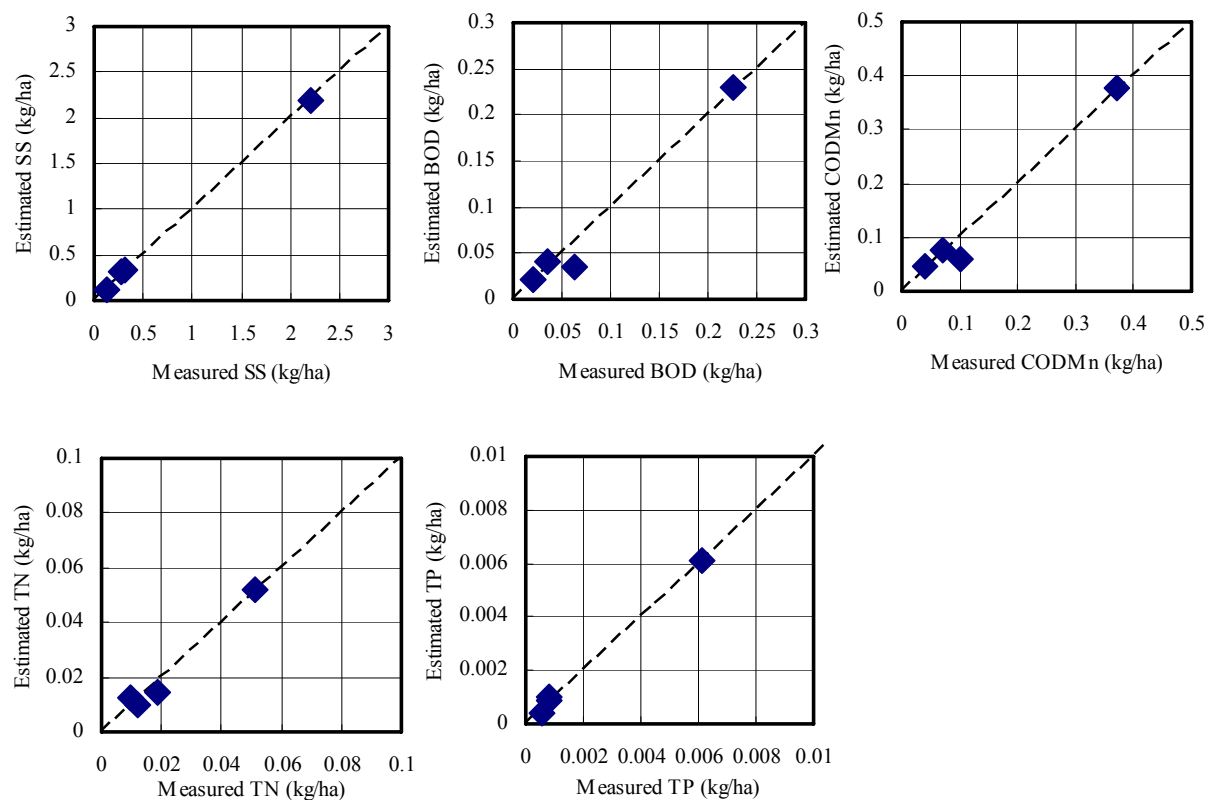 Estimated SS (kg/ha)
3
2.5
2
1.5
1
0.5
0
0 0.5 1 1.5 2 2.5 3
Measured SS (kg/ha)
Estimated BOD (kg/ha)
0.3
0.25
0.2
0.15
0.1
0.05
0
0 0.05 0.1 0.15 0.2 0.25 0.3
Measured BOD (kg/ha)
Estimated CODMn (kg/ha)
0.5
0.4
0.3
0.2
0.1
0
0 0.1 0.2 0.3 0.4 0.5
Measured CODMn (kg/ha)
Estimated TN (kg/ha)
0.1
0.08
0.06
0.04
0.02
0
0 0.02 0.04 0.06 0.08 0.1
Measured TN (kg/ha)
Estimated TP (kg/ha)
0.01
0.008
0.006
0.004
0.002
0
0 0.002 0.004 0.006 0.008 0.01
Measured TP (kg/ha)